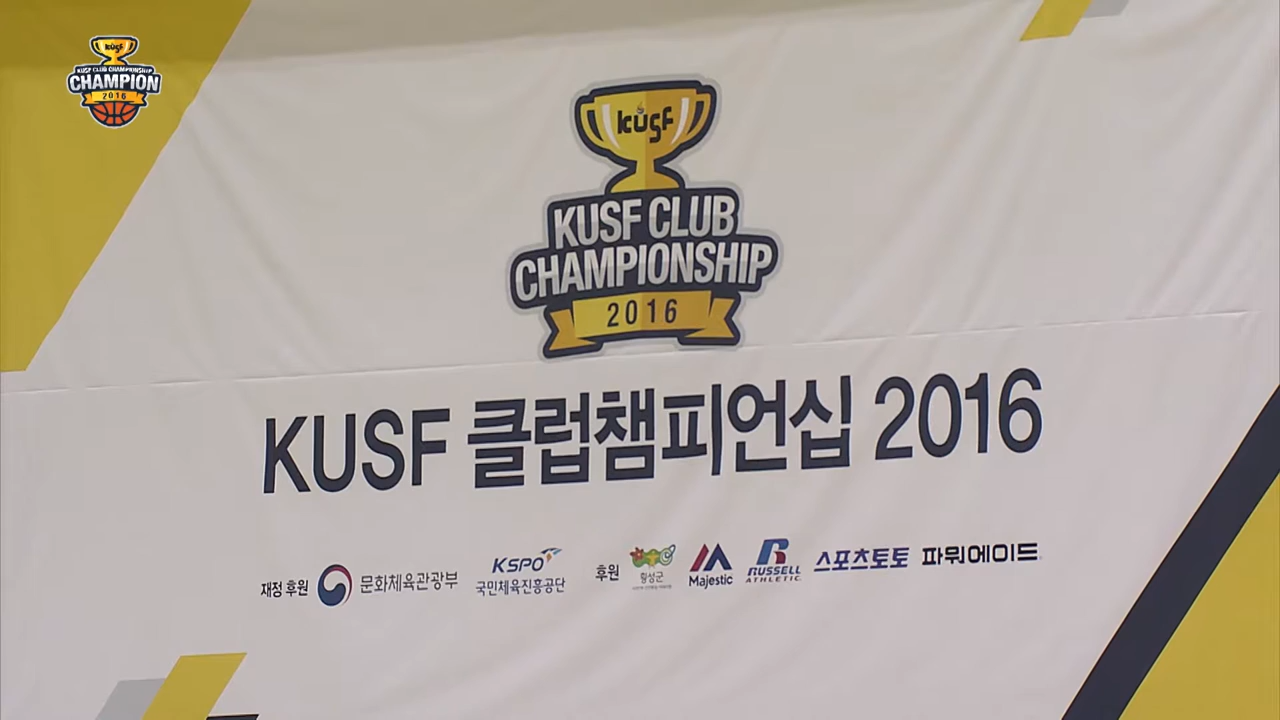 kusf
KUSF CLUB CHAMPIONSHIP
CHAMPION
2016
kusf
KUSF CLUB
CHAMPIONSHIP
2016
KUSF 클럽챔피언십 2016
재정 후원 문화체육관광부 KSPO 국민체육진흥공단 후원 횡성군 Majestic RUSSELL ATHLETIC 스포츠토토 파워에이드